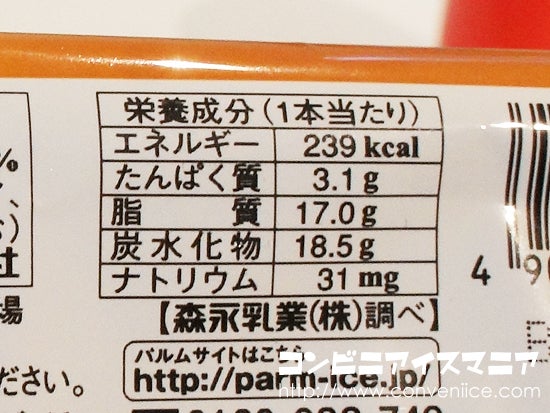 栄養成分(1本当たり)
エネルギー 239 kcal
たんぱく質 3.1 g
脂 質 17.0 g
炭水化物 18.5 g
ナトリウム 31 mg
【森永乳業(株)調べ】
%
、
)
社
場
ださい。
4 9
パルムサイトはこちら
http://parm-ice.jp/
コンビニアイスマニア
http://www.conveniice.com